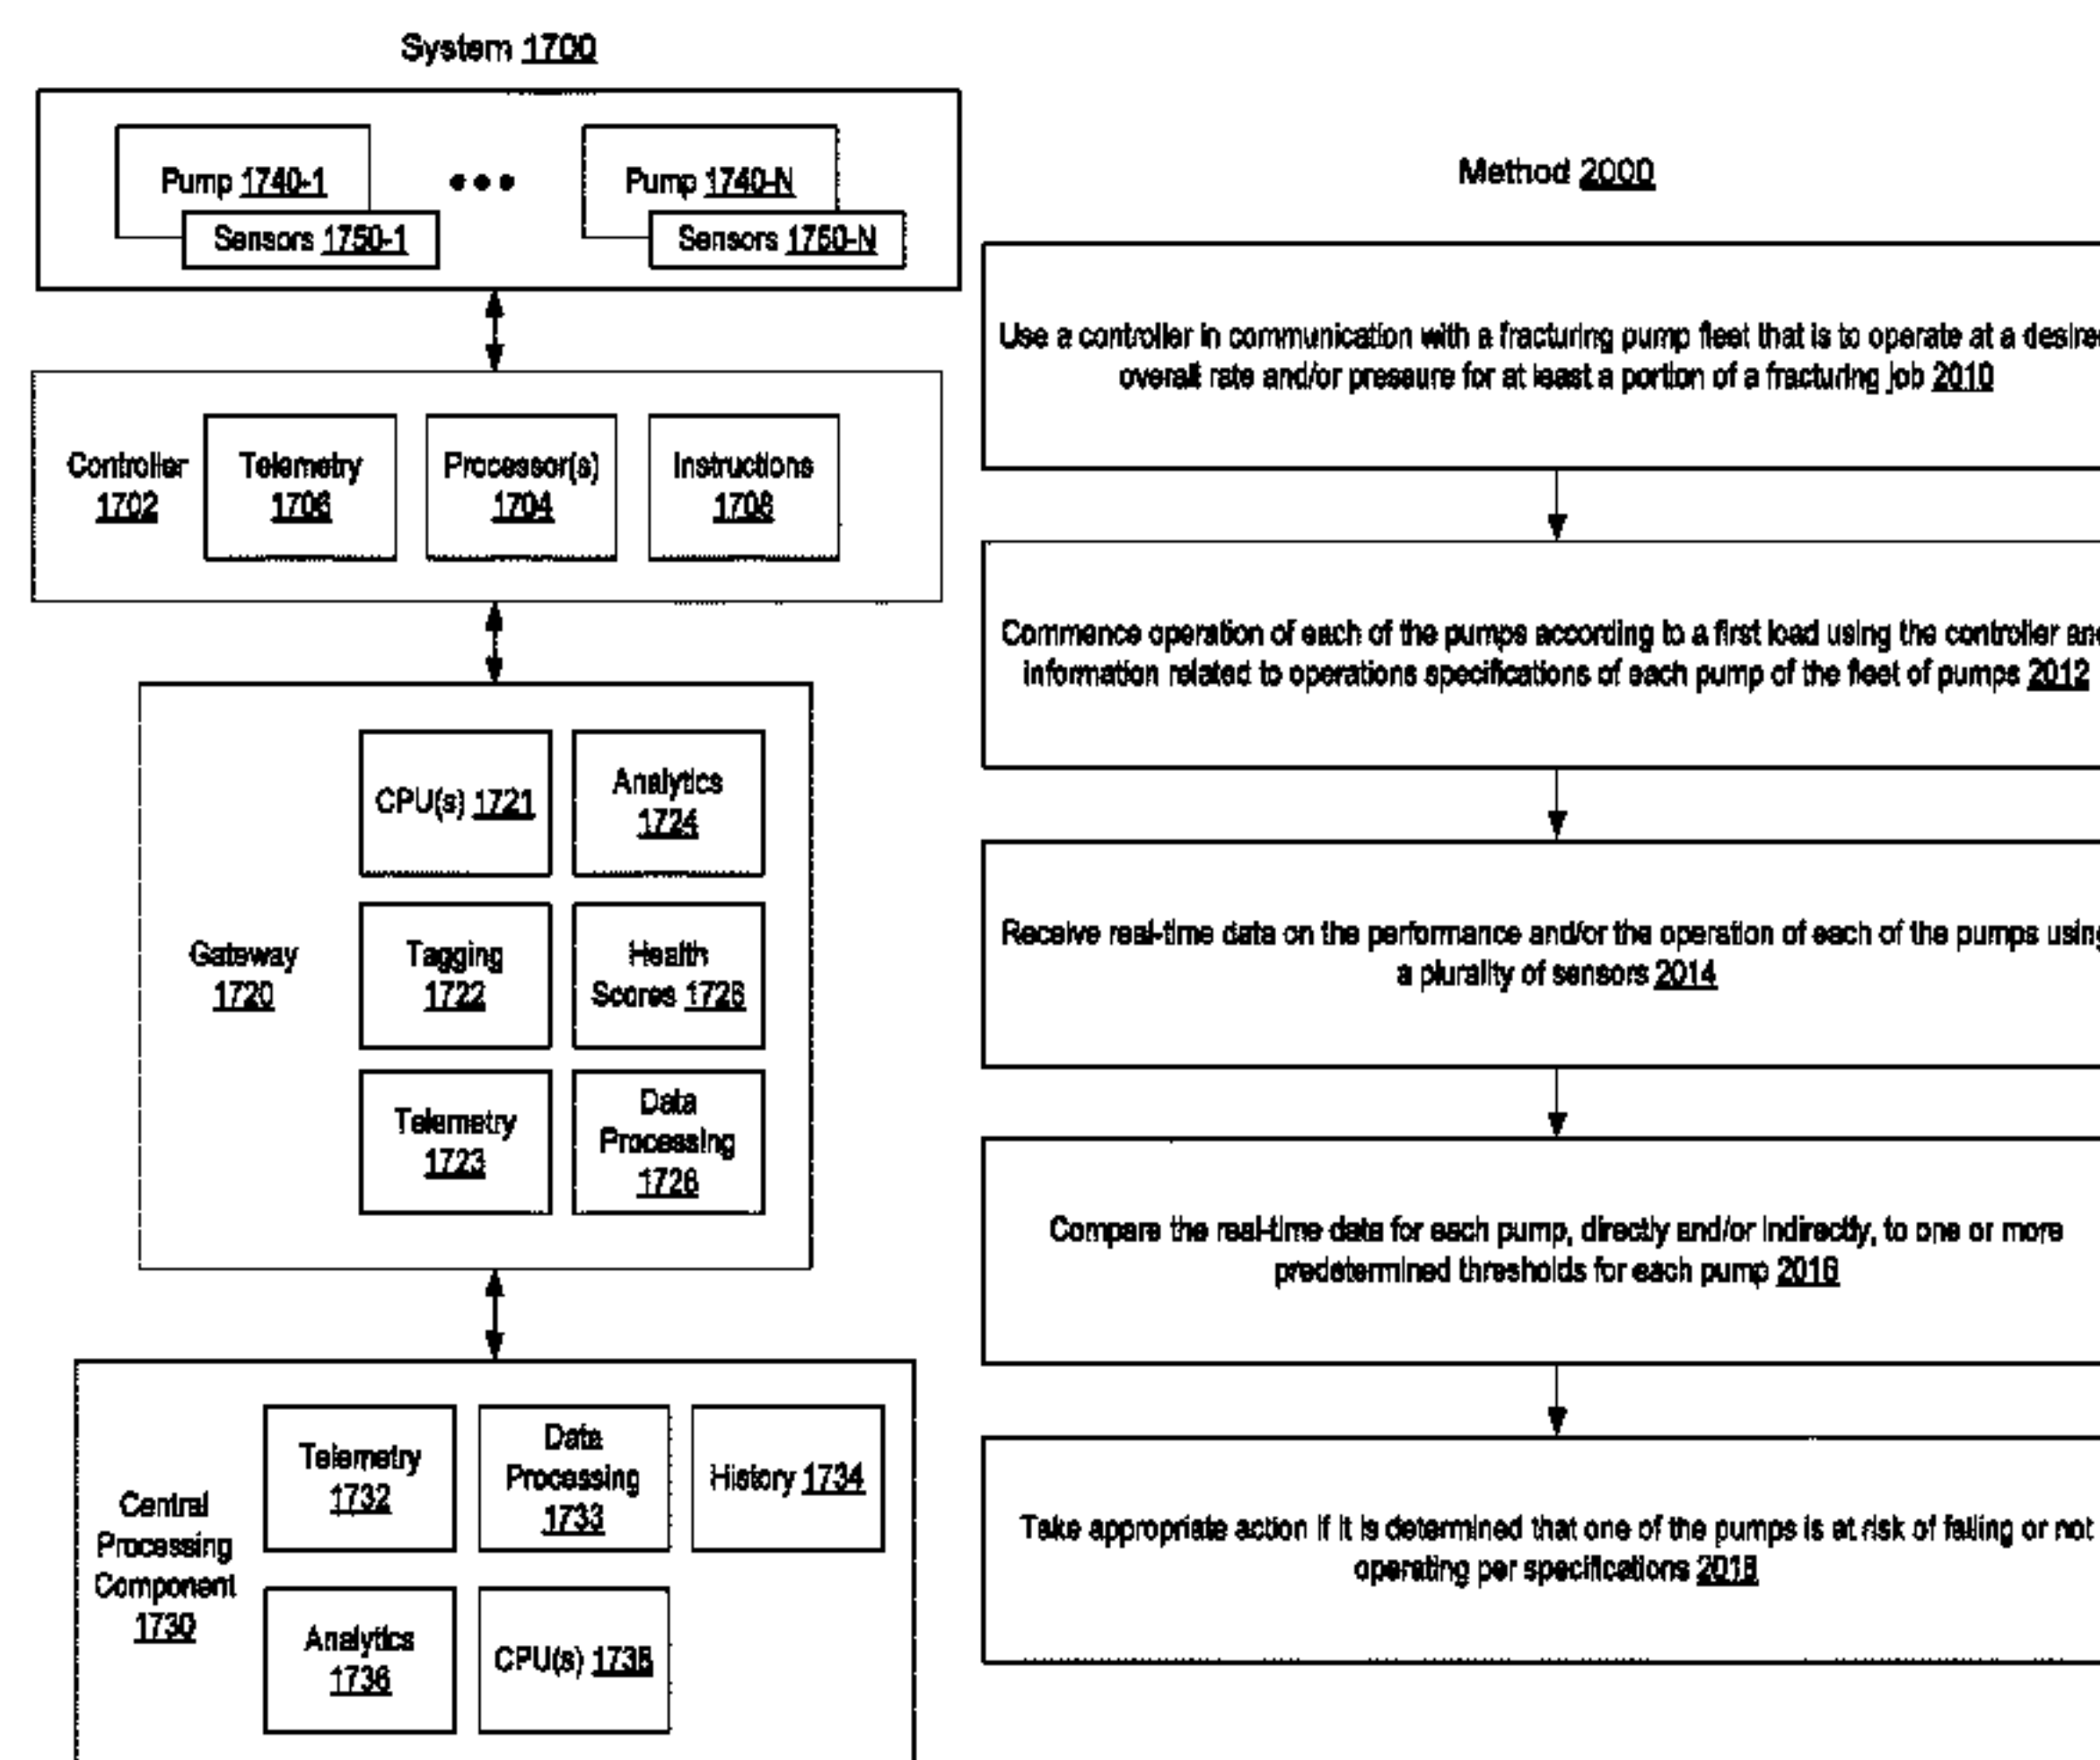 System 1700
Pump 1740-1
Pump 1740-N
Sensors 1750-1
Sensors 1750-N
Controller
1702
Telemetry
1706
Processor(s)
1704
Instructions
1708
Gateway
1720
CPU(s) 1721
Analytics
1724
Tagging
1722
Health
Scores
Telemetry
1723
Data
Processing
Central
Processing
Component
1730
Telemetry
1732
Data
Processing
1733
History 1734
Analytics
1736
CPU(s)
Method 2000
Use a controller in communication with a fracturing pump fleet that is to operate at a
overall rate and/or pressure for at least a portion of a fracturing job 2010
Commence operation of each of the pumps according to a first load using the controller
information related to operations specifications of each pump of the fleet of pumps 2012
Receive real-time data on the performance and/or the operation of each of the pumps
a plurality of sensors 2014
Compare the real-time data for each pump, directly and/or indirectly, to one or more
predetermined thresholds for each pump 2016
Take appropriate action if it is determined that one of the pumps is at risk of failing or not
operating per specifications 2018